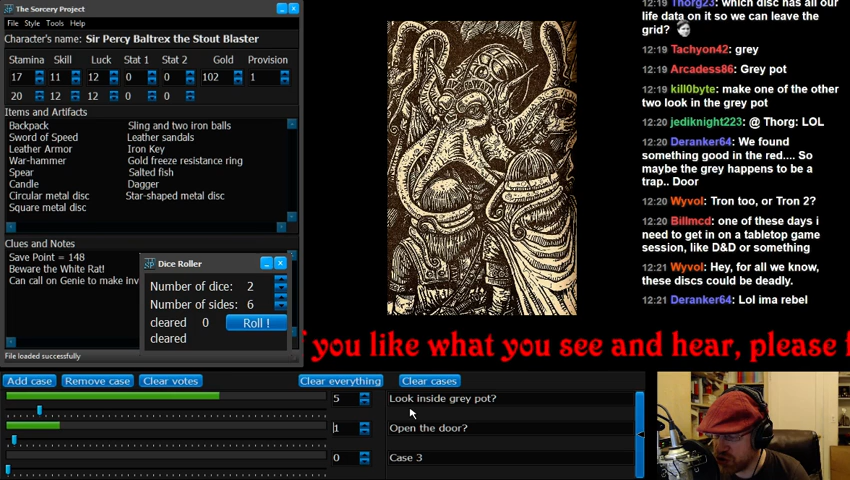 The Sorcery Project
File Style Tools Help
Character's name: Sir Percy Baltrex the Stout Blaster
Stamina Skill Luck Stat 1 Stat 2 Gold Provision
17 11 12 0 0 102 1
20 12 12 0 0
Items and Artifacts
Backpack Sling and two iron balls
Sword of Speed Leather sandals
Leather Armor Iron Key
War-hammer Gold freeze resistance ring
Spear Salted fish
Candle Dagger
Circular metal disc Star-shaped metal disc
Square metal disc
Clues and Notes
Save Point = 148
Beware the White Rat!
Can call on Genie to make inv
File loaded successfully
Dice Roller
Number of dice: 2
Number of sides: 6
cleared 0 Roll !
cleared
you like what you see and hear, please f
Add case Remove case Clear votes Clear everything Clear cases
5 Look inside grey pot?
1 Open the door?
0 Case 3
12:19 Thorg23: which disc has all our
life data on it so we can leave the
grid?
12:19 Tachyon42: grey
12:19 Arcadess86: Grey pot
12:19 kill0byte: make one of the other
two look in the grey pot
12:20 jediknight223: @ Thorg: LOL
12:20 Deranker64: We found
something good in the red.... So
maybe the grey happens to be a
trap.. Door
12:20 Wyvol: Tron too, or Tron 2?
12:20 Billmcd: one of these days i
need to get in on a tabletop game
session, like D&D or something
12:20 Wyvol: Hey, for all we know,
these discs could be deadly.
12:21 Deranker64: Lol ima rebel